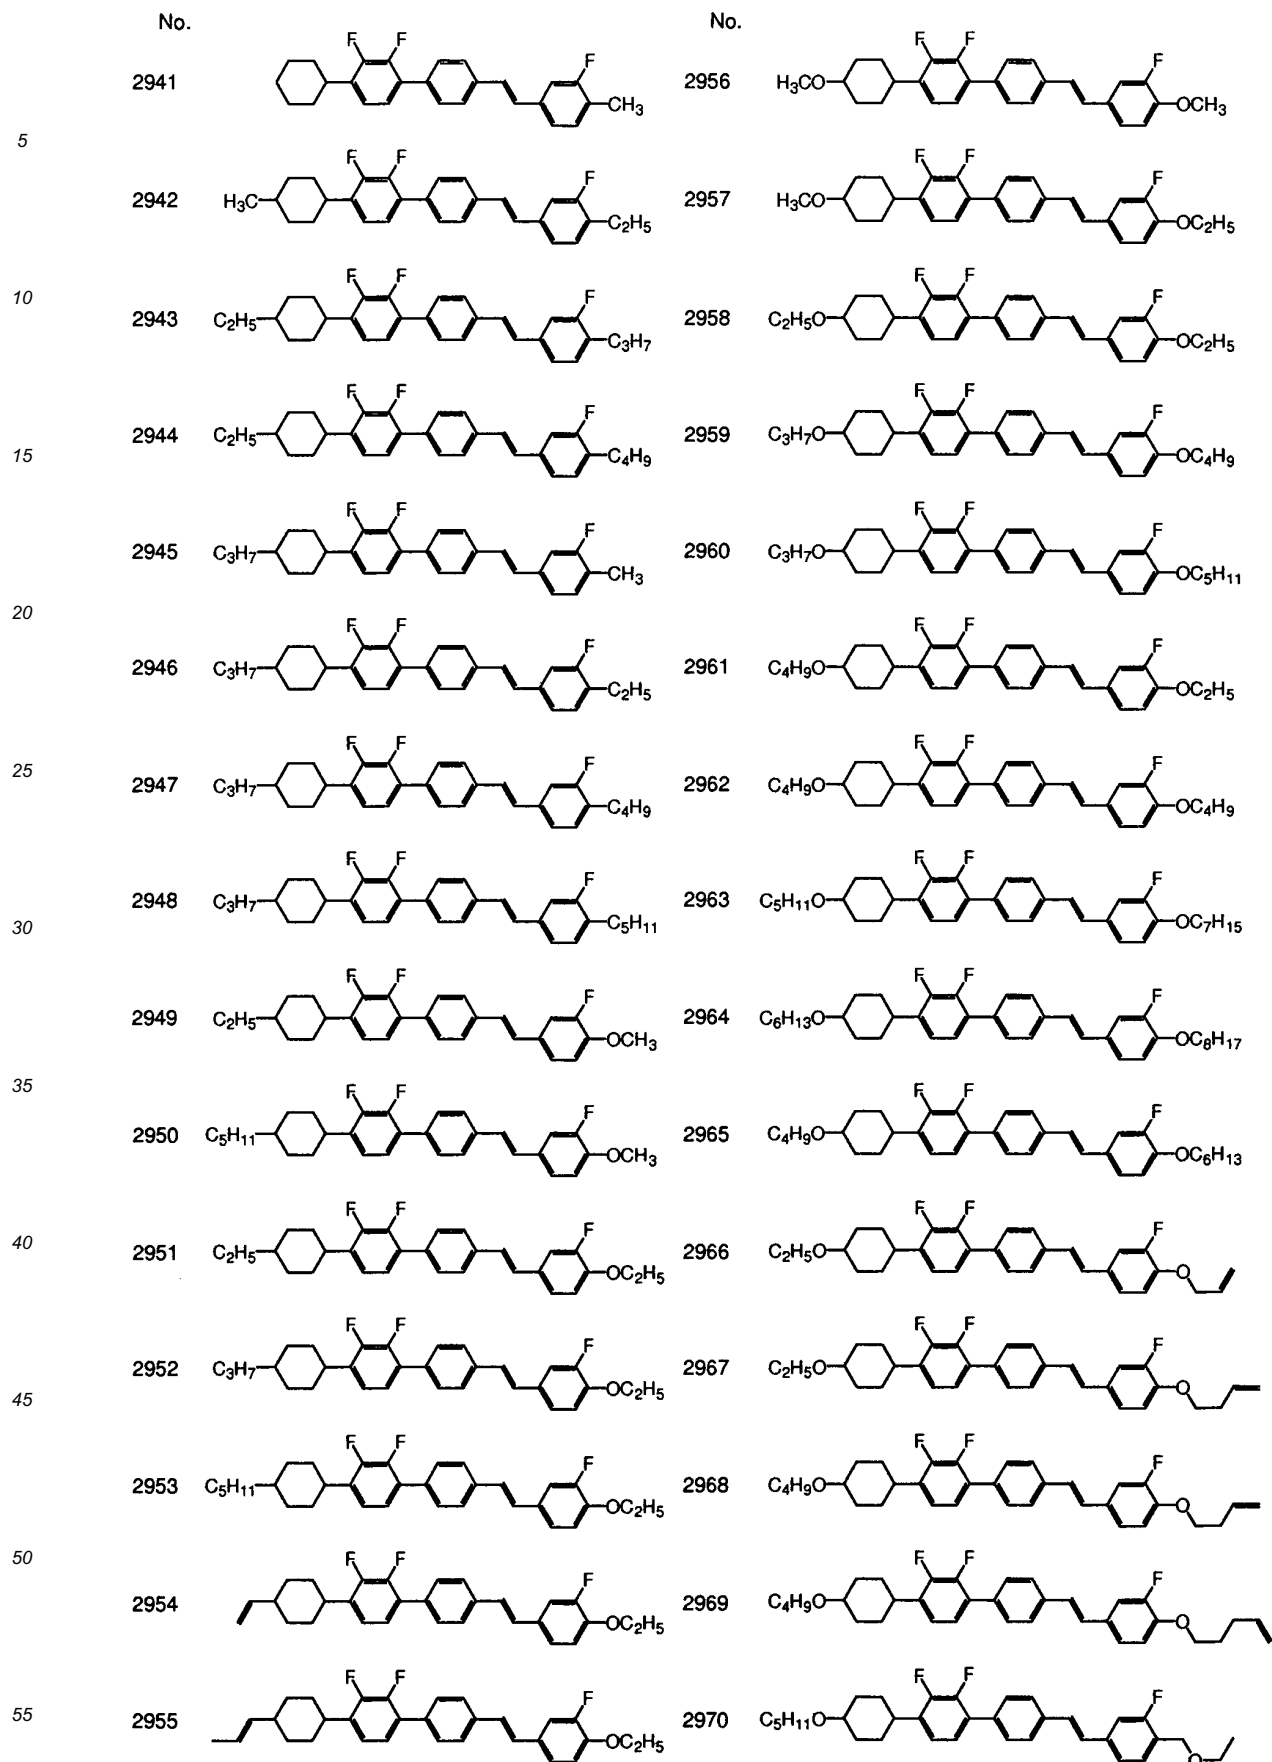 No. No.
F F F
2941 CH3
F F F
2956 H3CO OCH3
5
F F F
2942 H3C C2H5
F F F
2957 H3CO OC2H5
10
F F F
2943 C2H5 C3H7
F F F
2958 C2H5O OC2H5
F F F
2944 C2H5 C4H9
F F F
2959 C3H7O OC4H9
15
F F F
2945 C3H7 CH3
F F F
2960 C3H7O OC5H11
20
F F F
2946 C3H7 C2H5
F F F
2961 C4H9O OC2H5
25
F F F
2947 C3H7 C4H9
F F F
2962 C4H9O OC4H9
F F F
2948 C3H7 C5H11
F F F
2963 C5H11O OC7H15
30
F F F
2949 C2H5 OCH3
F F F
2964 C6H13O OC8H17
35
F F F
2950 C5H11 OCH3
F F F
2965 C4H9O OC6H13
40
F F F
2951 C2H5 OC2H5
F F F
2966 C2H5O O
F F F
2952 C3H7 OC2H5
F F F
2967 C2H5O O
45
F F F
2953 C5H11 OC2H5
F F F
2968 C4H9O O
50
F F F
2954 OC2H5
F F F
2969 C4H9O O
55
F F F
2955 OC2H5
F F F
2970 C5H11O O